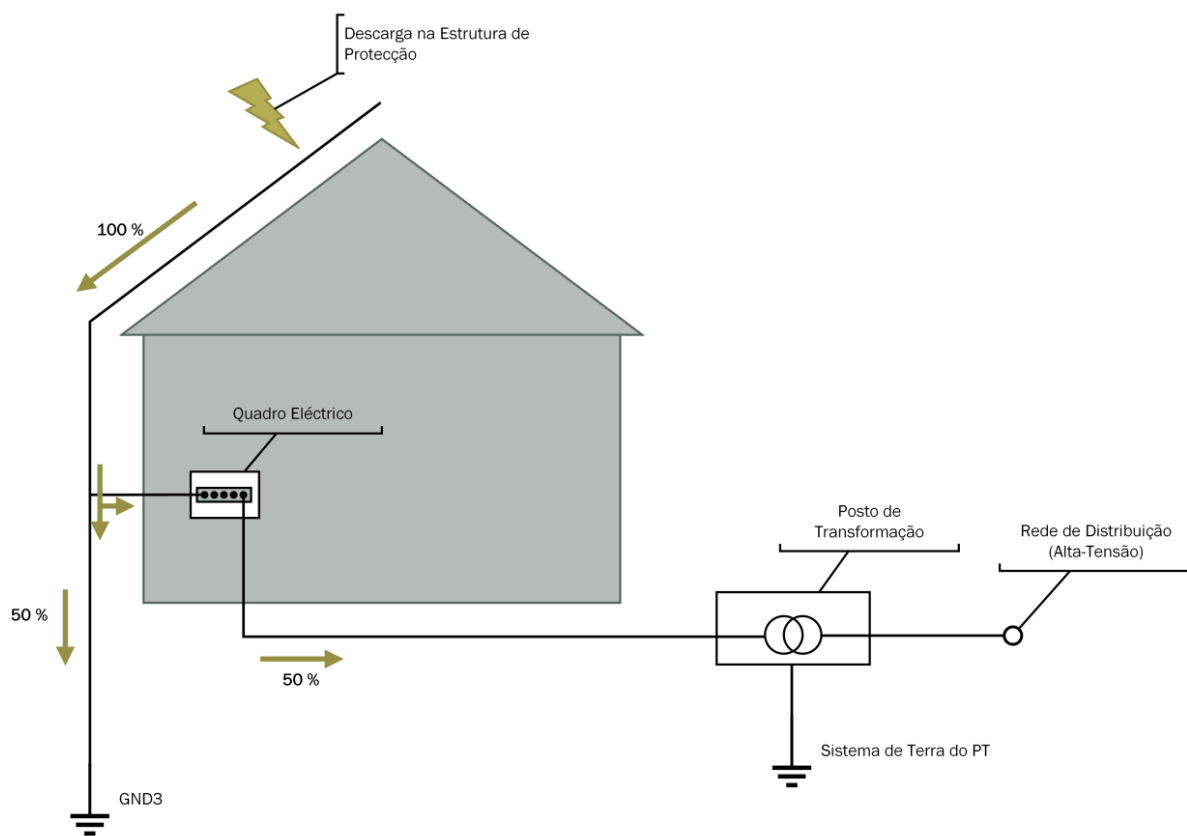 Descarga na Estrutura de
Protecção
100 %
Quadro Eléctrico
Posto de
Transformação
Rede de Distribuição
(Alta-Tensão)
50 %
50 %
Sistema de Terra do PT
GND3